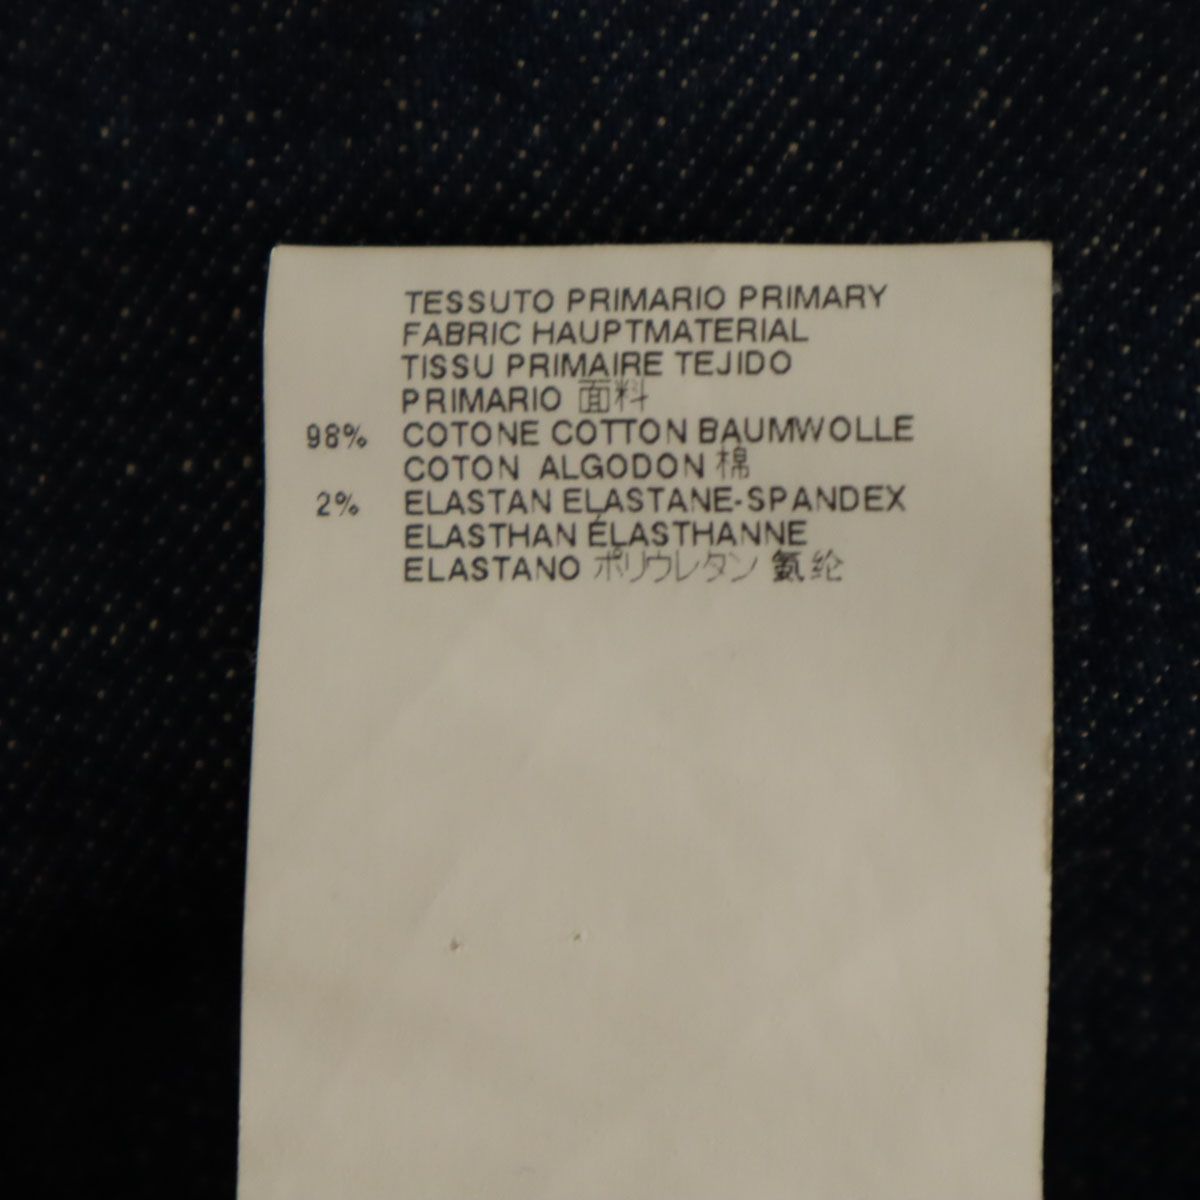 TESSUTO PRIMARIO PRIMARY
FABRIC HAUPTMATERIAL
TISSU PRIMAIRE TEJIDO
PRIMARIO 面料
98% COTONE COTTON BAUMWOLLE
COTON ALGODON 棉
2% ELASTAN ELASTANE-SPANDEX
ELASTHAN ÉLASTHANNE
ELASTANO ポリウレタン 氨纶